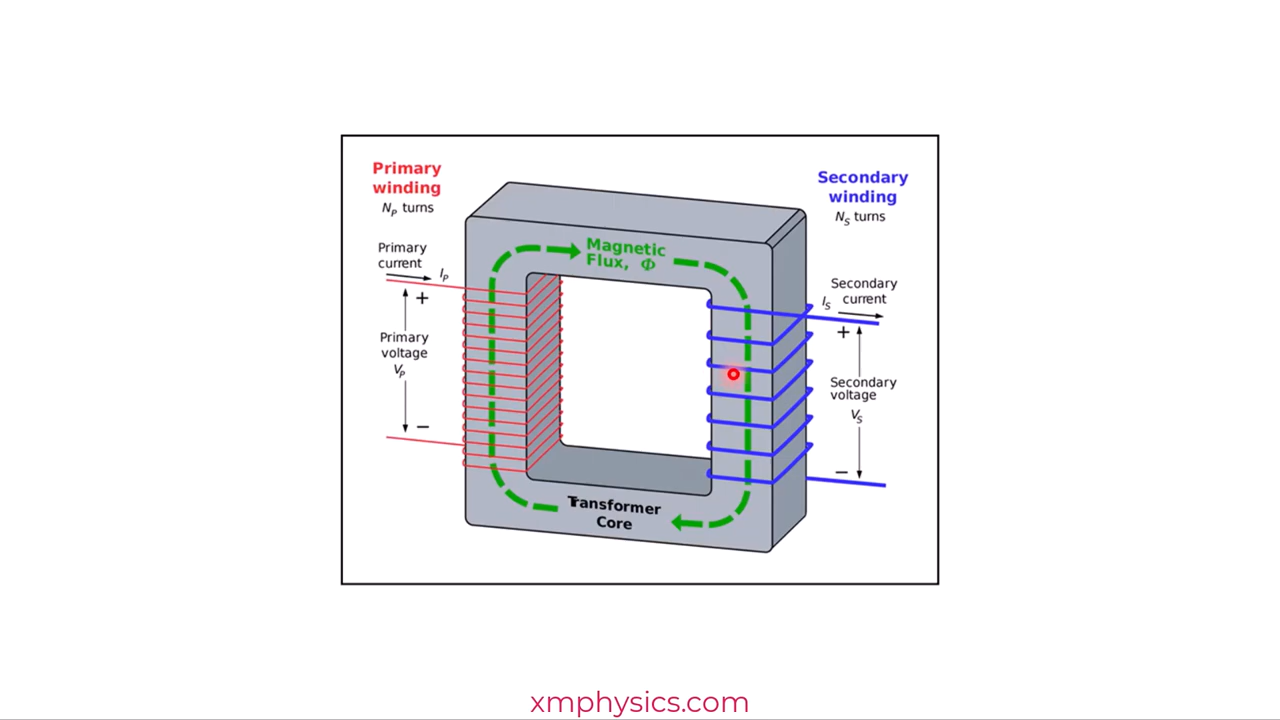 Primary
winding
Nₚ turns
Primary
current
Iₚ
+
Primary
voltage
Vₚ
−
Magnetic
Flux, Φ
Transformer
Core
Secondary
winding
Nₛ turns
Secondary
current
Iₛ
+
Secondary
voltage
Vₛ
−
xmphysics.com